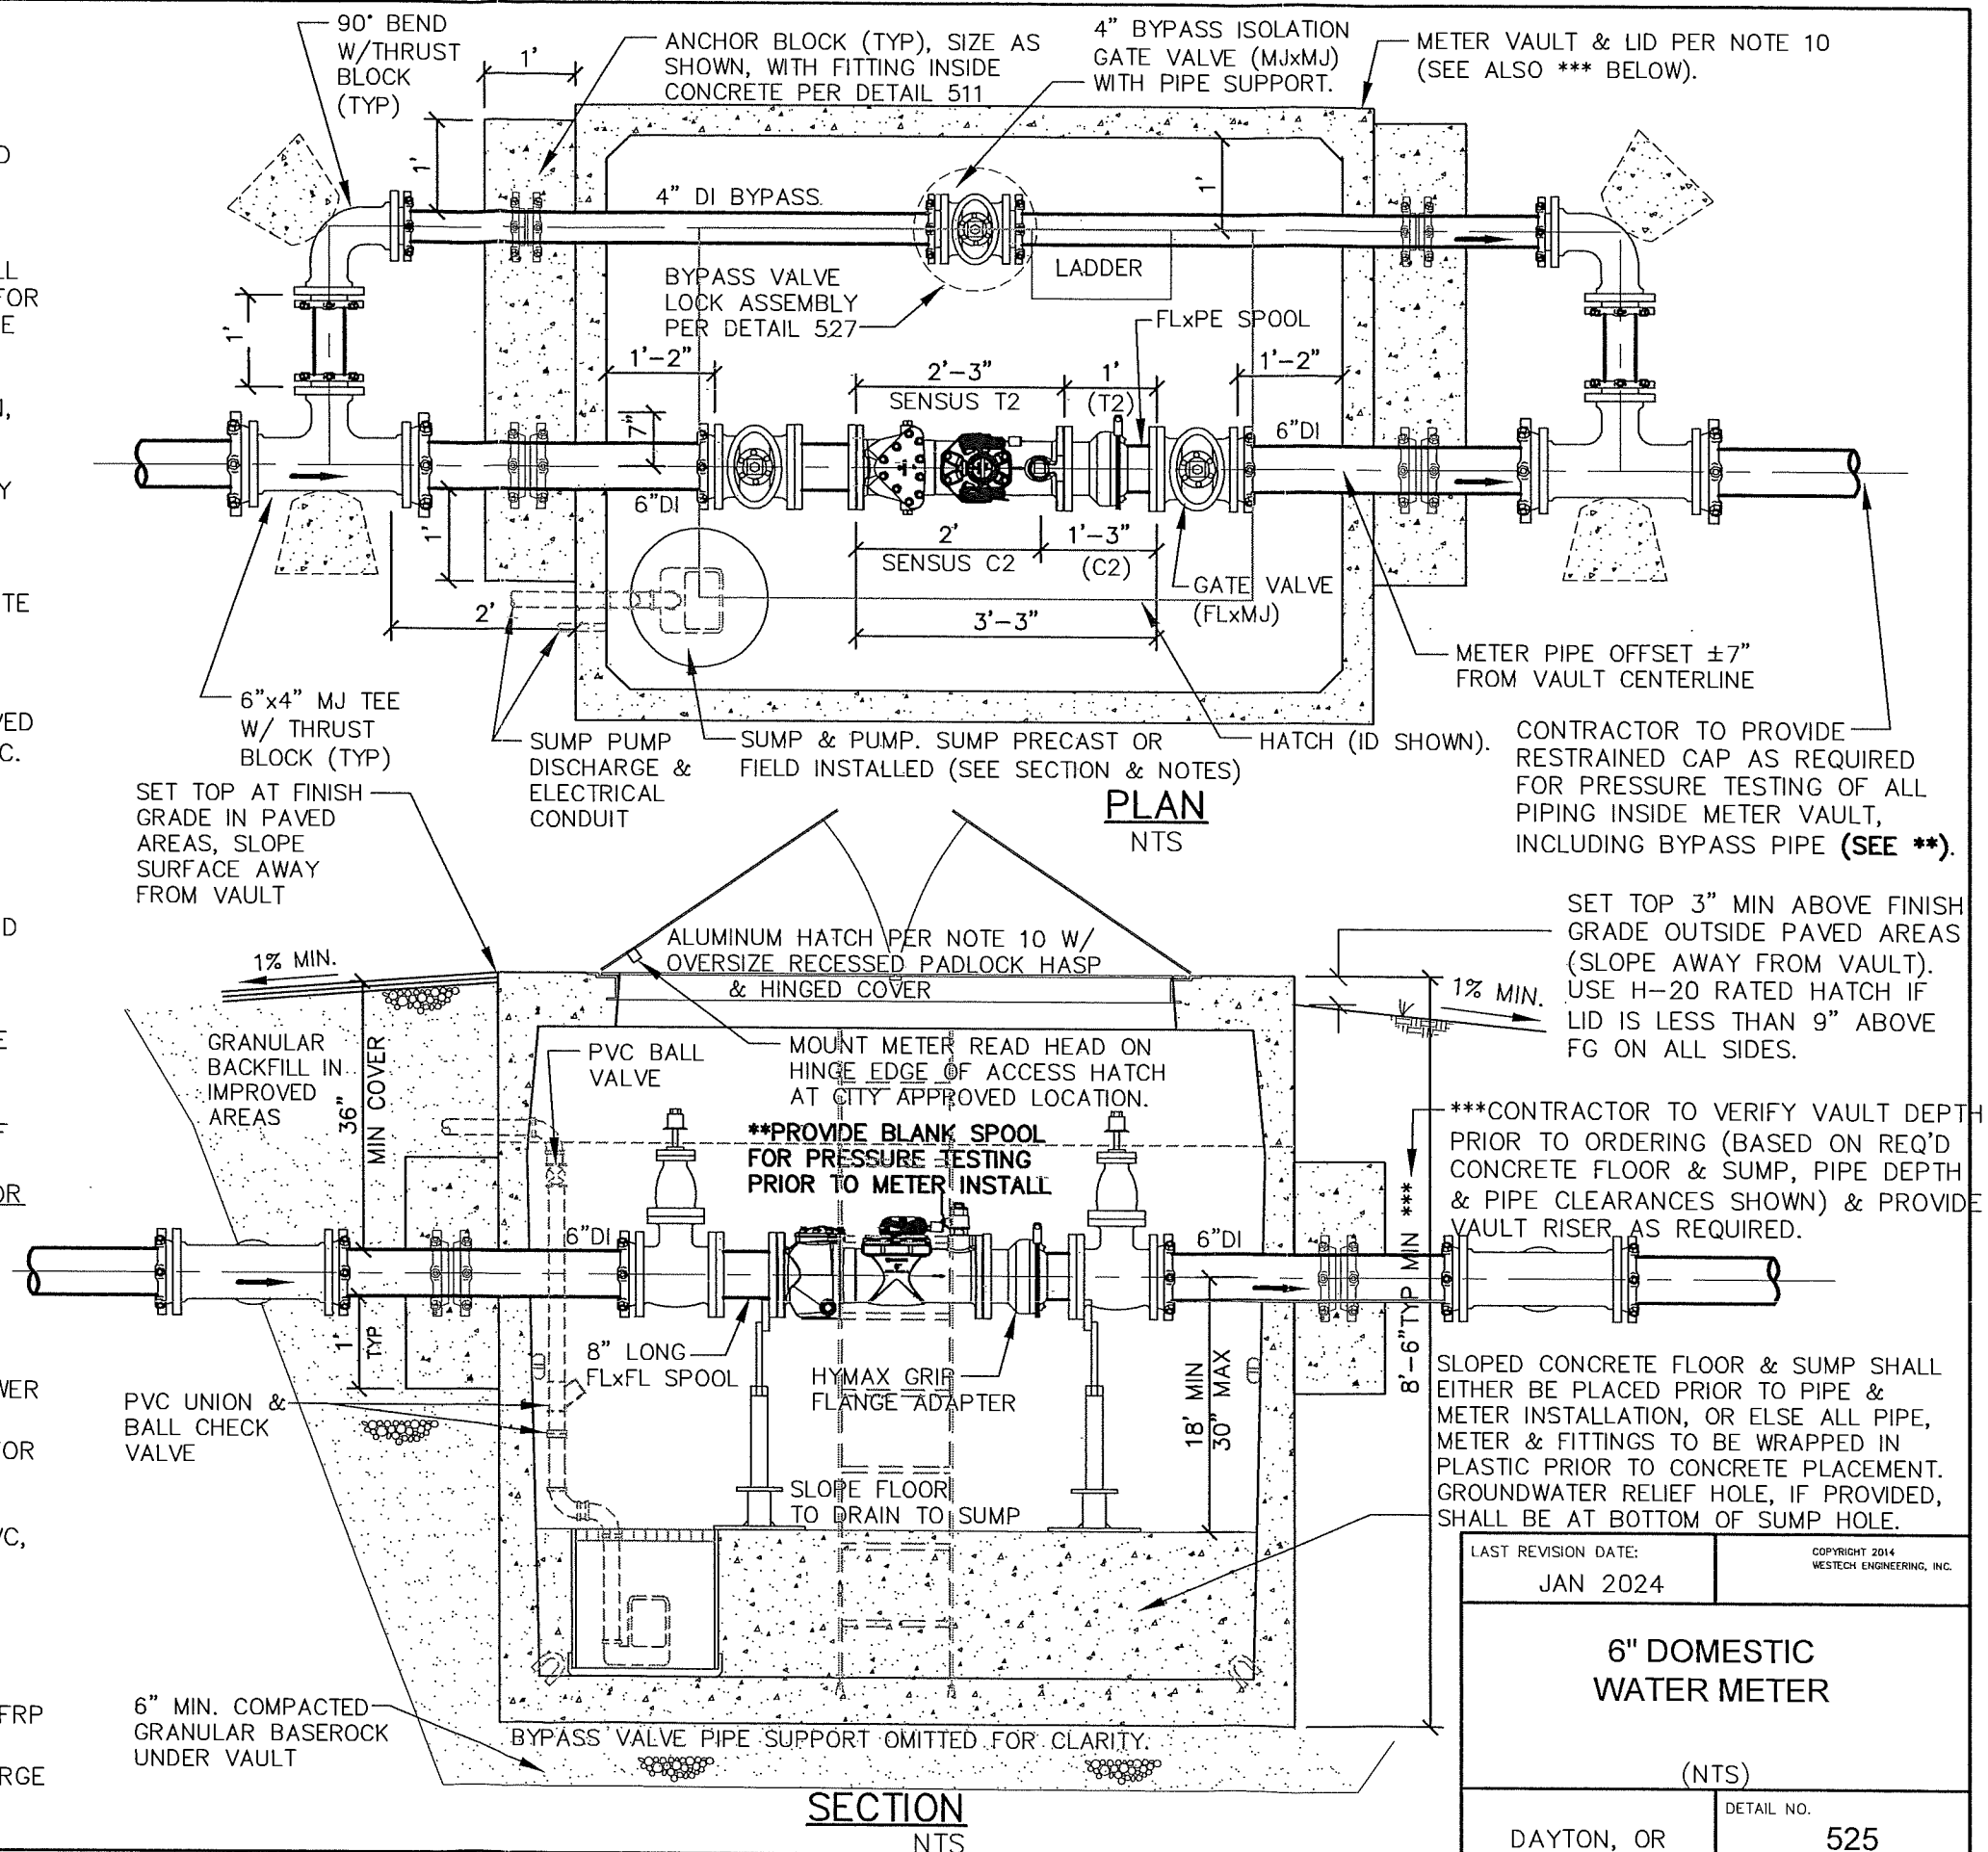 90° BEND
W/THRUST
BLOCK
(TYP)
1'
ANCHOR BLOCK (TYP), SIZE AS
SHOWN, WITH FITTING INSIDE
CONCRETE PER DETAIL 511
4" BYPASS ISOLATION
GATE VALVE (MJxMJ)
WITH PIPE SUPPORT.
METER VAULT & LID PER NOTE 10
(SEE ALSO *** BELOW).
1'
1'
4" DI BYPASS
BYPASS VALVE
LOCK ASSEMBLY
PER DETAIL 527
LADDER
FLxPE SPOOL
1'
1'-2"
2'-3"
SENSUS T2
1'
(T2)
1'-2"
7"
6"DI
6"DI
1'
2'
SENSUS C2
1'-3"
(C2)
GATE VALVE
(FLxMJ)
2'
3'-3"
METER PIPE OFFSET ±7"
FROM VAULT CENTERLINE
6"x4" MJ TEE
W/ THRUST
BLOCK (TYP)
SUMP PUMP
DISCHARGE &
ELECTRICAL
CONDUIT
SUMP & PUMP. SUMP PRECAST OR
FIELD INSTALLED (SEE SECTION & NOTES)
HATCH (ID SHOWN).
CONTRACTOR TO PROVIDE
RESTRAINED CAP AS REQUIRED
FOR PRESSURE TESTING OF ALL
PIPING INSIDE METER VAULT,
INCLUDING BYPASS PIPE (SEE **).
PLAN
NTS
SET TOP AT FINISH
GRADE IN PAVED
AREAS, SLOPE
SURFACE AWAY
FROM VAULT
SET TOP 3" MIN ABOVE FINISH
GRADE OUTSIDE PAVED AREAS
(SLOPE AWAY FROM VAULT).
USE H-20 RATED HATCH IF
LID IS LESS THAN 9" ABOVE
FG ON ALL SIDES.
1% MIN.
1% MIN.
ALUMINUM HATCH PER NOTE 10 W/
OVERSIZE RECESSED PADLOCK HASP
& HINGED COVER
GRANULAR
BACKFILL IN
IMPROVED
AREAS
36"
MIN COVER
PVC BALL
VALVE
MOUNT METER READ HEAD ON
HINGE EDGE OF ACCESS HATCH
AT CITY APPROVED LOCATION.
**PROVIDE BLANK SPOOL
FOR PRESSURE TESTING
PRIOR TO METER INSTALL
***CONTRACTOR TO VERIFY VAULT DEPTH
PRIOR TO ORDERING (BASED ON REQ'D
CONCRETE FLOOR & SUMP, PIPE DEPTH
& PIPE CLEARANCES SHOWN) & PROVIDE
VAULT RISER AS REQUIRED.
6"DI
6"DI
8'-6"TYP MIN ***
1'
TYP
8" LONG
FLxFL SPOOL
HYMAX GRIP
FLANGE ADAPTER
18' MIN
30" MAX
PVC UNION &
BALL CHECK
VALVE
SLOPE FLOOR
TO DRAIN TO SUMP
SLOPED CONCRETE FLOOR & SUMP SHALL
EITHER BE PLACED PRIOR TO PIPE &
METER INSTALLATION, OR ELSE ALL PIPE,
METER & FITTINGS TO BE WRAPPED IN
PLASTIC PRIOR TO CONCRETE PLACEMENT.
GROUNDWATER RELIEF HOLE, IF PROVIDED,
SHALL BE AT BOTTOM OF SUMP HOLE.
6" MIN. COMPACTED
GRANULAR BASEROCK
UNDER VAULT
BYPASS VALVE PIPE SUPPORT OMITTED FOR CLARITY.
SECTION
NTS
LAST REVISION DATE:
JAN 2024
COPYRIGHT 2014
WESTECH ENGINEERING, INC.
6" DOMESTIC
WATER METER
(NTS)
DAYTON, OR
DETAIL NO.
525